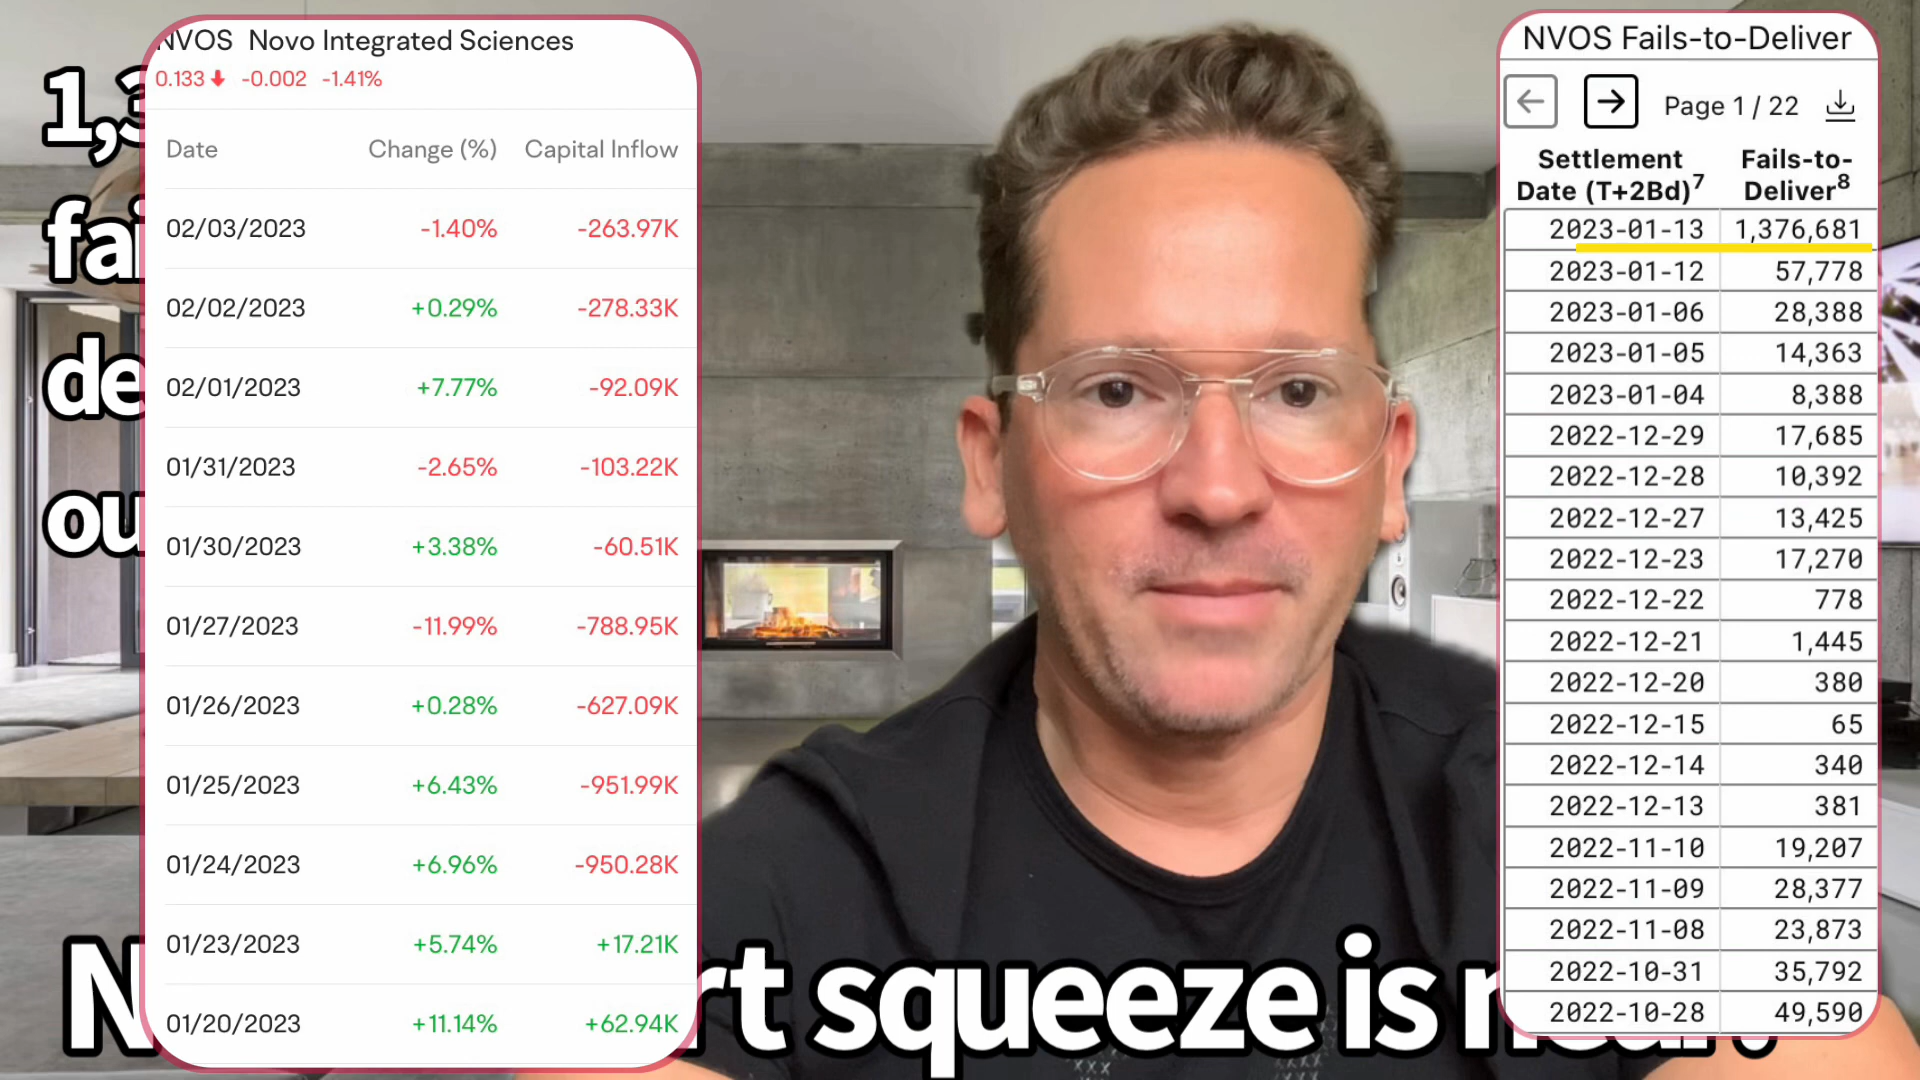 NVOS Novo Integrated Sciences
0.133 -0.002 -1.41%
Date Change (%) Capital Inflow
02/03/2023 -1.40% -263.97K
02/02/2023 +0.29% -278.33K
02/01/2023 +7.77% -92.09K
01/31/2023 -2.65% -103.22K
01/30/2023 +3.38% -60.51K
01/27/2023 -11.99% -788.95K
01/26/2023 +0.28% -627.09K
01/25/2023 +6.43% -951.99K
01/24/2023 +6.96% -950.28K
01/23/2023 +5.74% +17.21K
01/20/2023 +11.14% +62.94K
NVOS Fails-to-Deliver
Page 1 / 22
Settlement Fails-to-
Date (T+2Bd)7 Deliver8
2023-01-13 1,376,681
2023-01-12 57,778
2023-01-06 28,388
2023-01-05 14,363
2023-01-04 8,388
2022-12-29 17,685
2022-12-28 10,392
2022-12-27 13,425
2022-12-23 17,270
2022-12-22 778
2022-12-21 1,445
2022-12-20 380
2022-12-15 65
2022-12-14 340
2022-12-13 381
2022-11-10 19,207
2022-11-09 28,377
2022-11-08 23,873
2022-10-31 35,792
2022-10-28 49,590
squeeze is